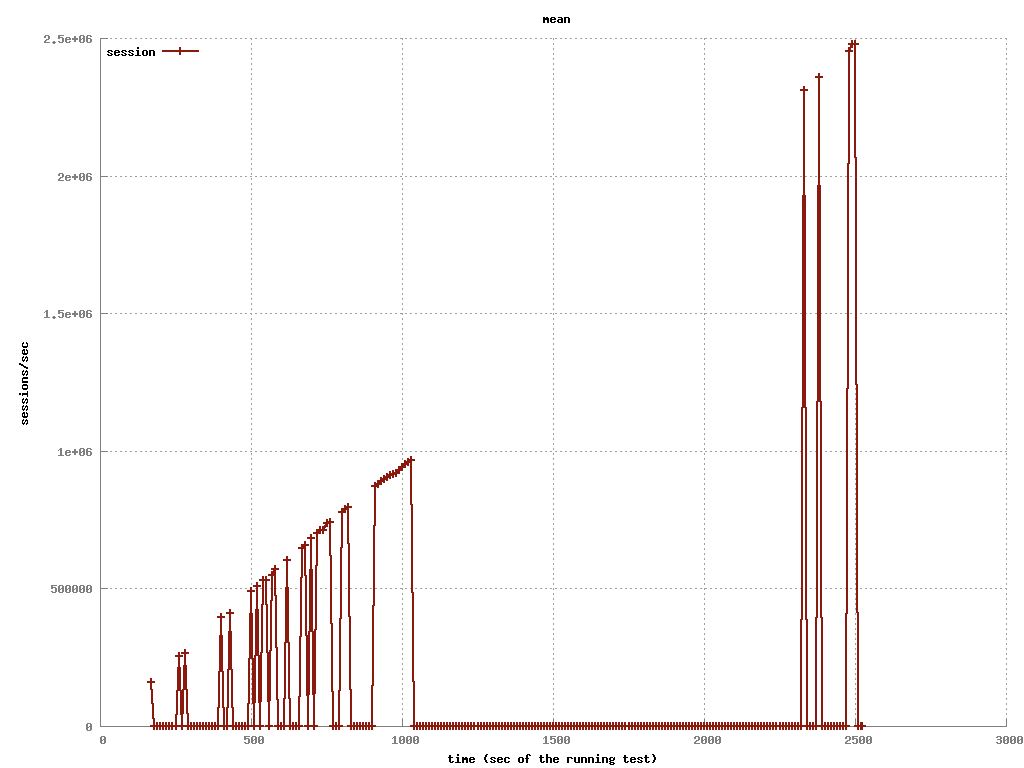 mean
session
2.5e+06
2e+06
1.5e+06
1e+06
500000
0
sessions/sec
0 500 1000 1500 2000 2500 3000
time (sec of the running test)